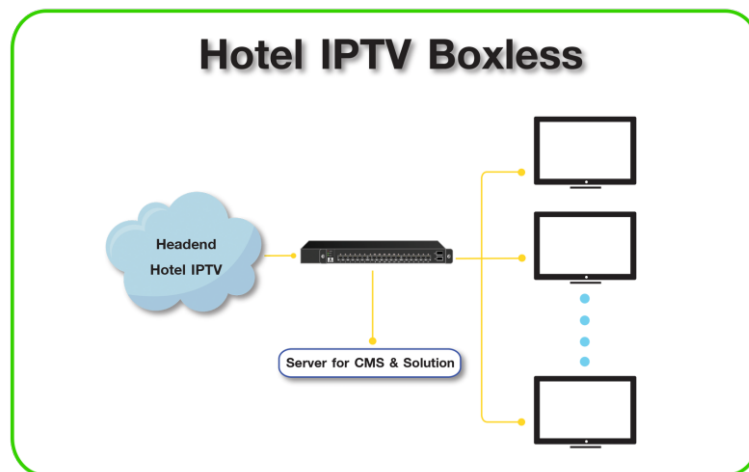 Hotel IPTV Boxless
Headend
Hotel IPTV
Server for CMS & Solution